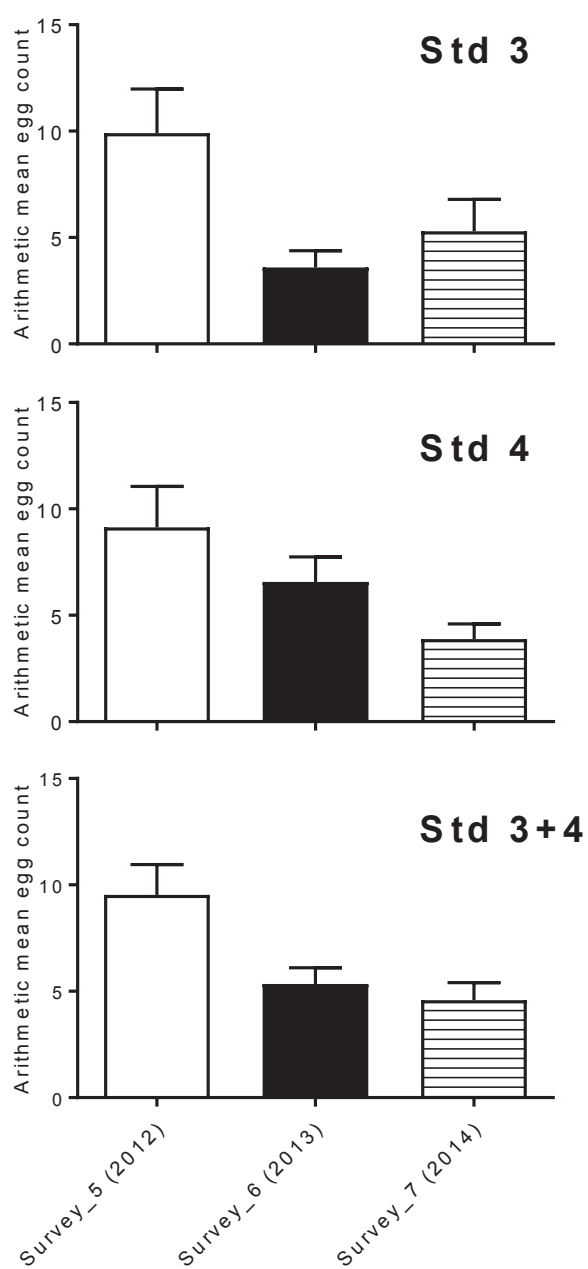 Std 3
Arithmetic mean egg count
15
10
5
0
Std 4
Arithmetic mean egg count
15
10
5
0
Std 3+4
Arithmetic mean egg count
15
10
5
0
Survey_5 (2012)
Survey_6 (2013)
Survey_7 (2014)